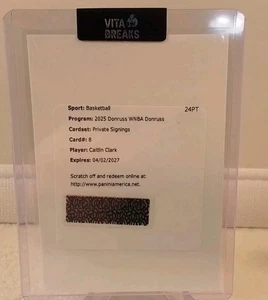 VITA
BREAKS
Sport: Basketball 24PT
Program: 2025 Donruss WNBA Donruss
Cardset: Private Signings
Card#: 8
Player: Caitlin Clark
Expires: 04/02/2027
Scratch off and redeem online at:
http://www.paniniamerica.net.